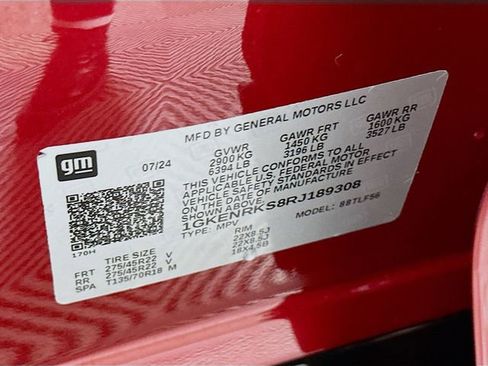 MFD BY GENERAL MOTORS LLC
gm
07/24
GVWR GAWR FRT GAWR RR
2900 KG 1450 KG 1600 KG
6394 LB 3196 LB 3527 LB
THIS VEHICLE CONFORMS TO ALL
APPLICABLE U.S. FEDERAL MOTOR
VEHICLE SAFETY STANDARDS IN EFFECT
ON THE DATE OF MANUFACTURE
SHOWN ABOVE.
1GKENRKS8RJ189308
TYPE: MPV MODEL: 88TLF56
170H
TIRE SIZE RIM
FRT 275/45R22 V 22X8.5J
RR 275/45R22 V 22X8.5J
SPA T135/70R18 M 18X4.5B